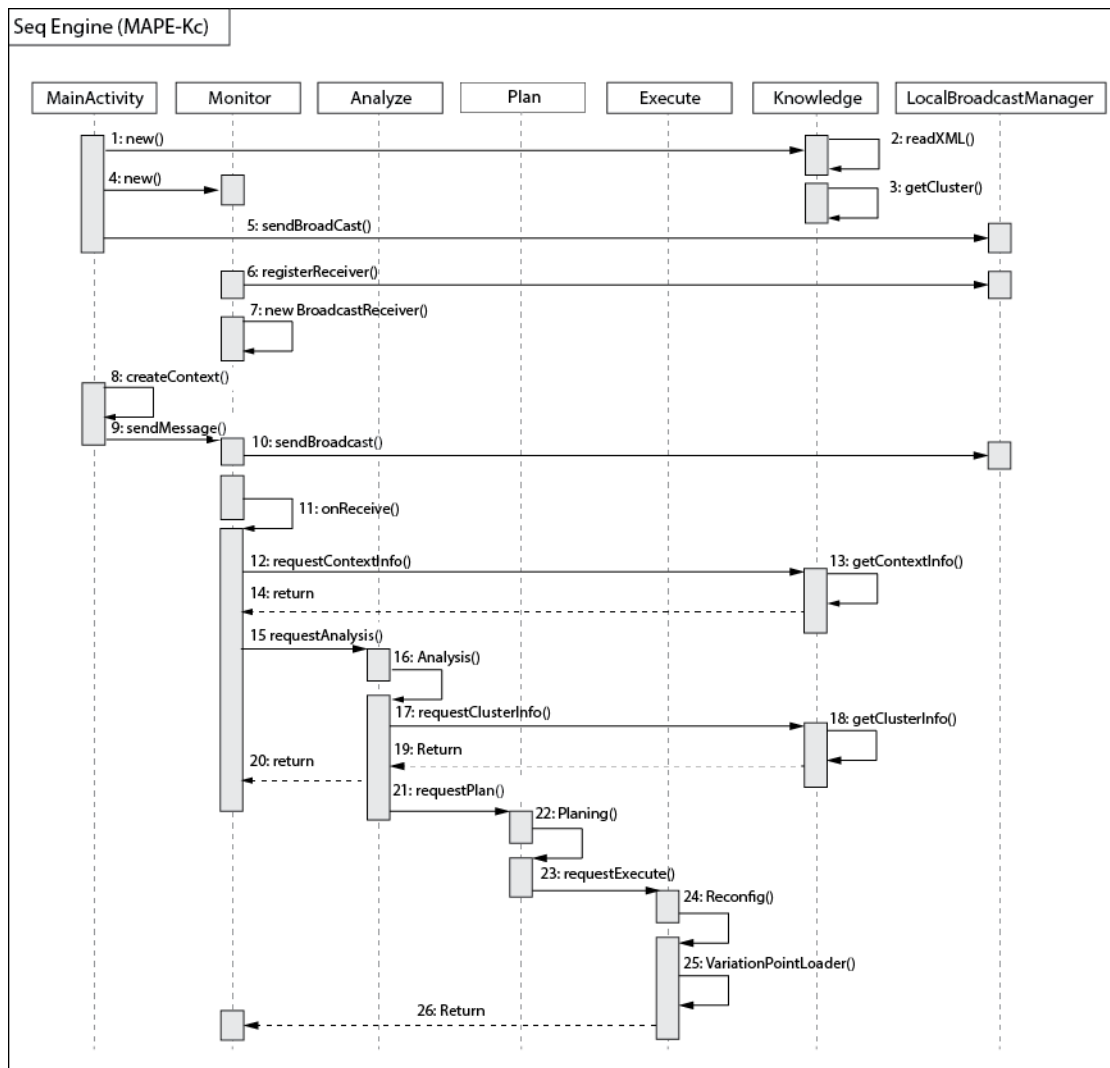 Seq Engine (MAPE-Kc)
MainActivity
Monitor
Analyze
Plan
Execute
Knowledge
LocalBroadcastManager
1: new()
2: readXML()
4: new()
3: getCluster()
5: sendBroadCast()
6: registerReceiver()
7: new BroadcastReceiver()
8: createContext()
9: sendMessage()
10: sendBroadcast()
11: onReceive()
12: requestContextInfo()
13: getContextInfo()
14: return
15 requestAnalysis()
16: Analysis()
17: requestClusterInfo()
18: getClusterInfo()
19: Return
20: return
21: requestPlan()
22: Planing()
23: requestExecute()
24: Reconfig()
25: VariationPointLoader()
26: Return